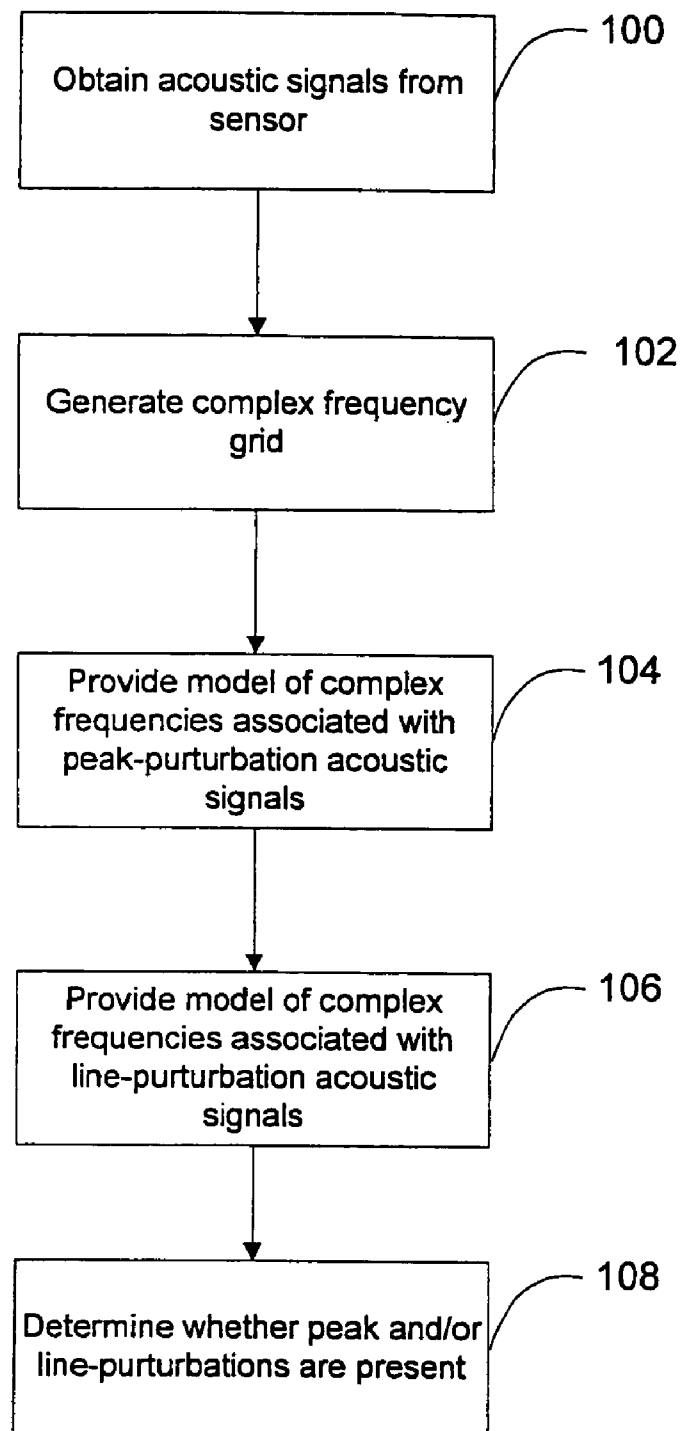 100
Obtain acoustic signals from
sensor
102
Generate complex frequency
grid
104
Provide model of complex
frequencies associated with
peak-purturbation acoustic
signals
106
Provide model of complex
frequencies associated with
line-purturbation acoustic
signals
108
Determine whether peak and/or
line-purturbations are present